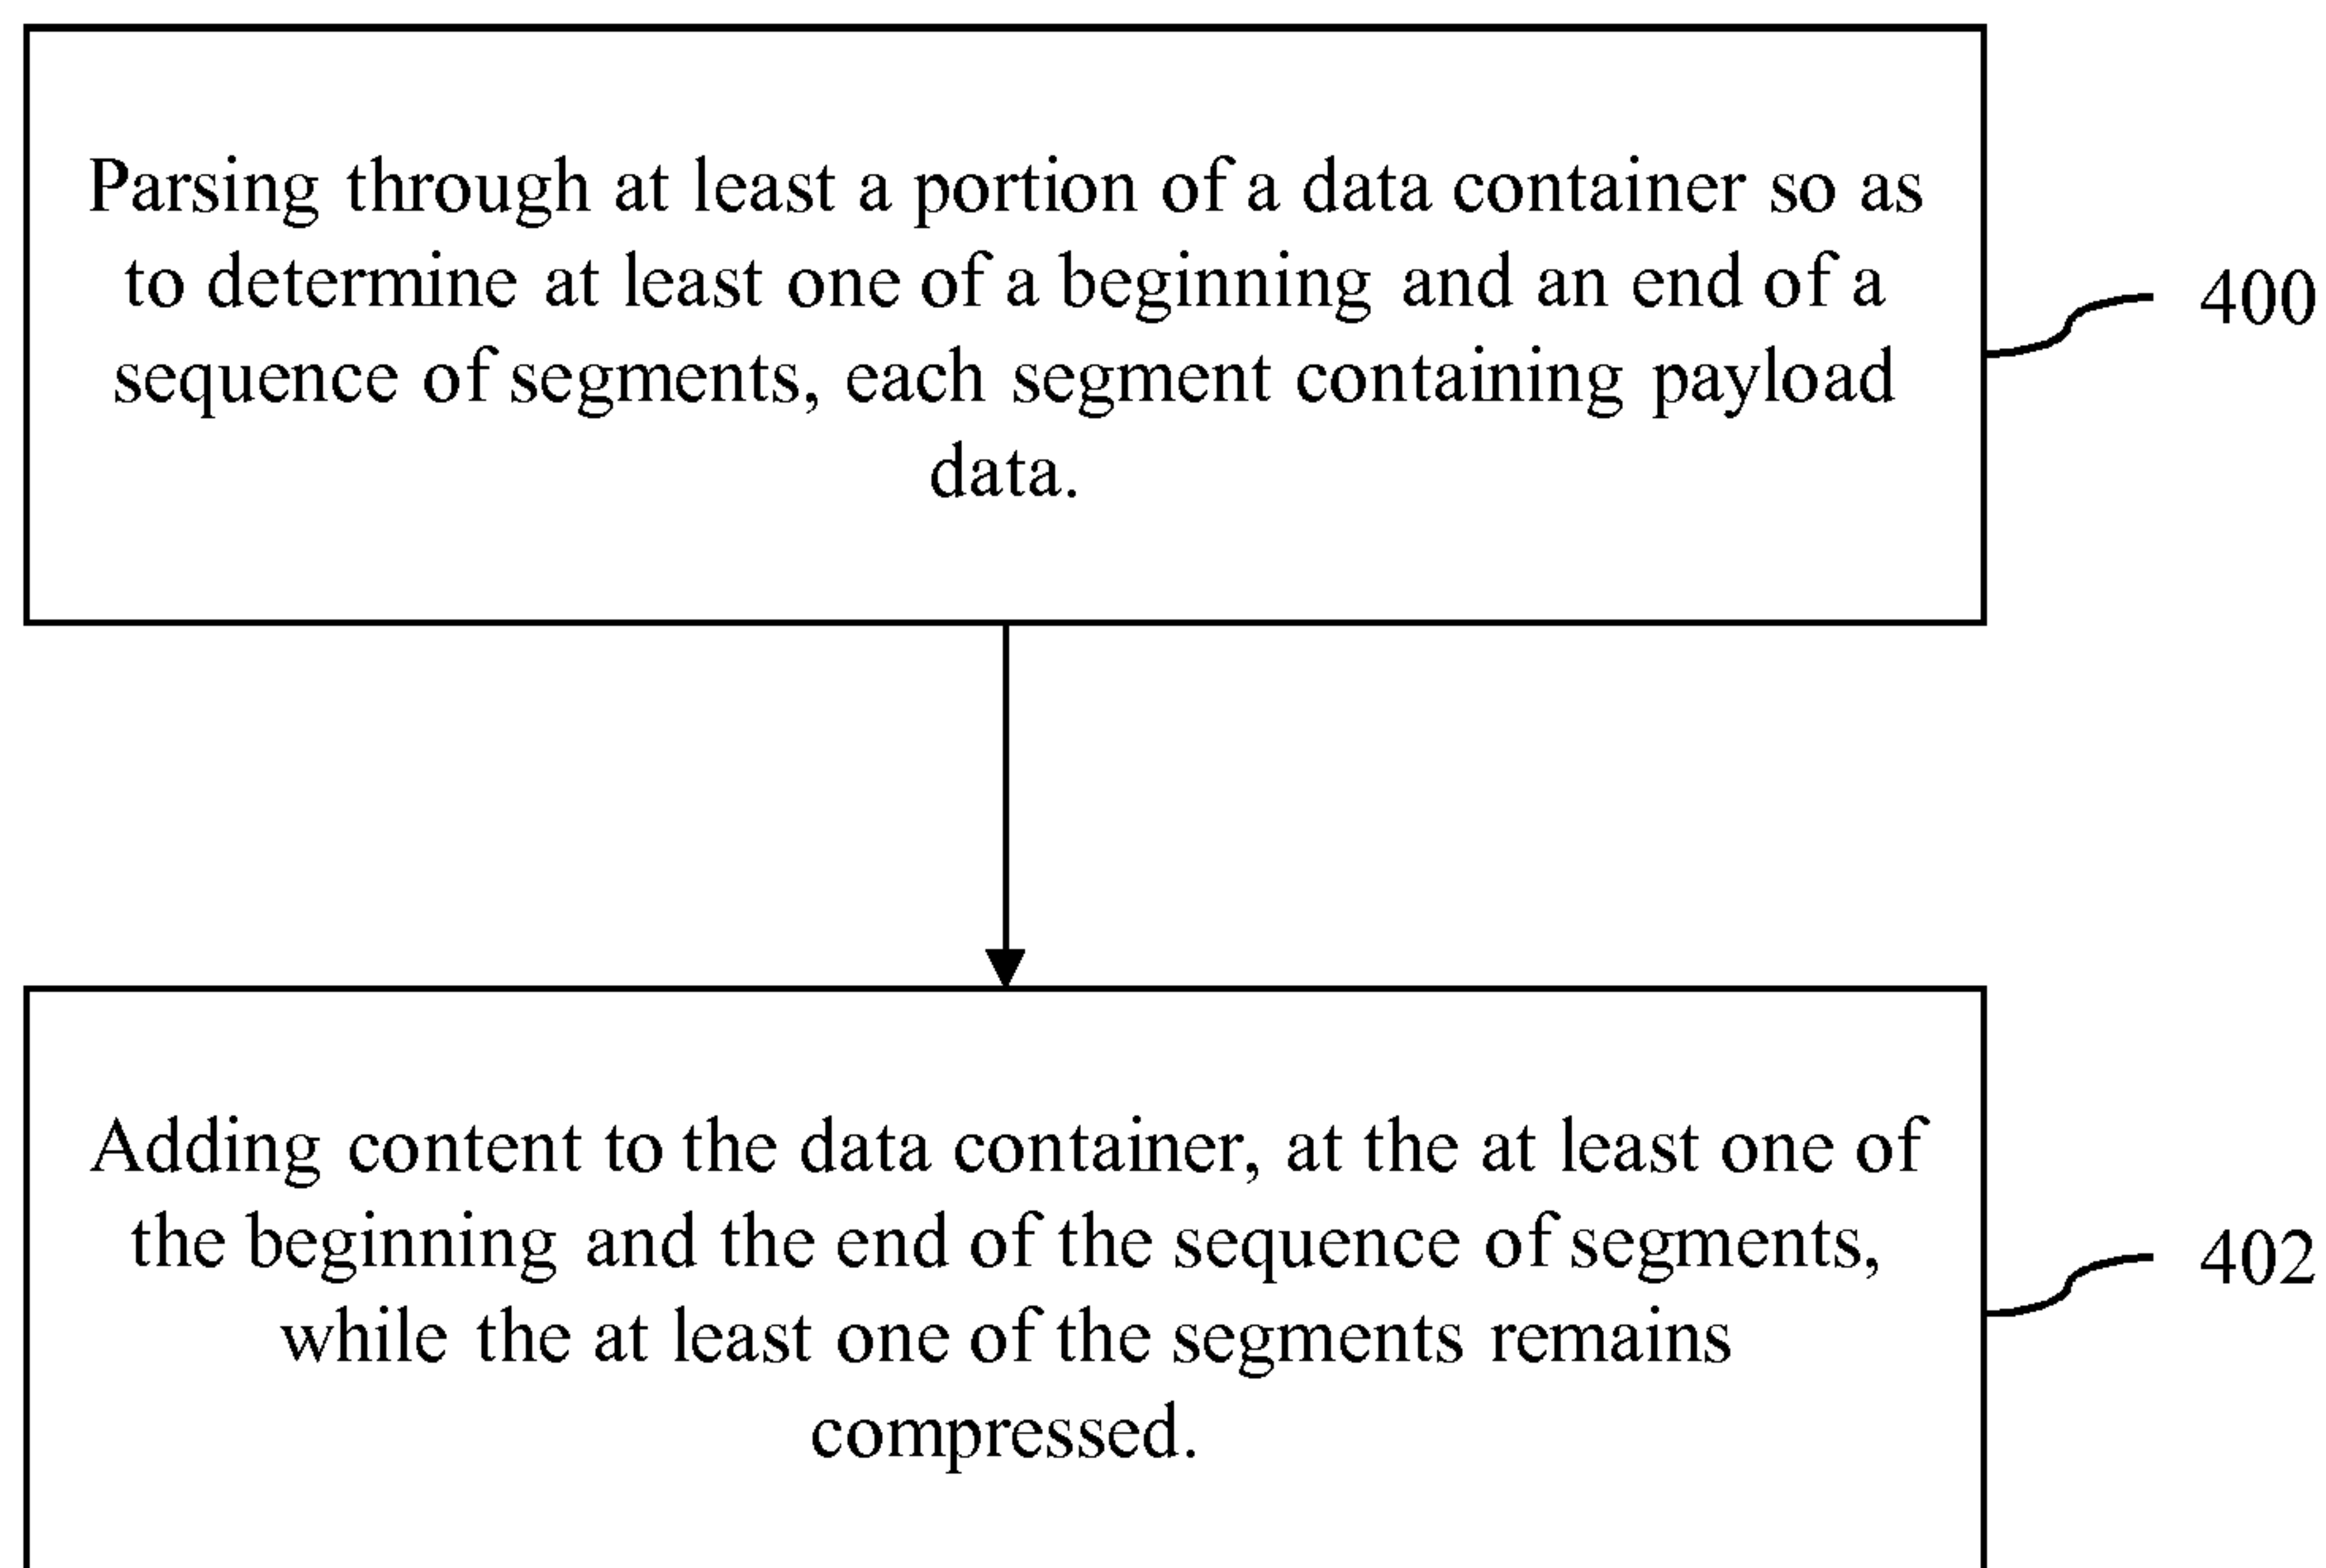 Parsing through at least a portion of a data container so as
to determine at least one of a beginning and an end of a
sequence of segments, each segment containing payload
data.
400
Adding content to the data container, at the at least one of
the beginning and the end of the sequence of segments,
while the at least one of the segments remains
compressed.
402